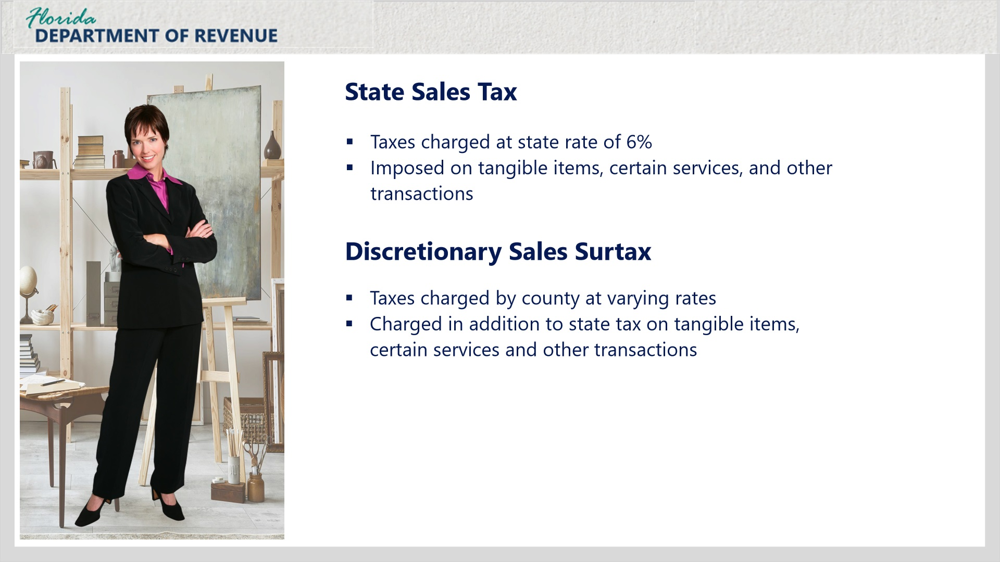 Florida
DEPARTMENT OF REVENUE
State Sales Tax
▪ Taxes charged at state rate of 6%
▪ Imposed on tangible items, certain services, and other
transactions
Discretionary Sales Surtax
▪ Taxes charged by county at varying rates
▪ Charged in addition to state tax on tangible items,
certain services and other transactions